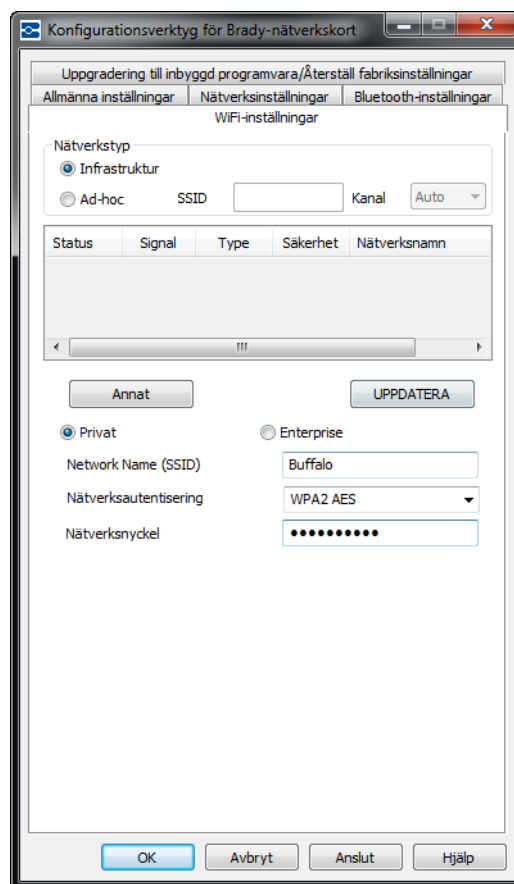 Konfigurationsverktyg för Brady-nätverkskort
Uppgradering till inbyggd programvara/Återställ fabriksinställningar
Allmänna inställningar Nätverksinställningar Bluetooth-inställningar
WiFi-inställningar
Nätverkstyp
Infrastruktur
Ad-hoc SSID Kanal Auto
Status Signal Type Säkerhet Nätverksnamn
Annat UPPDATERA
Privat Enterprise
Network Name (SSID) Buffalo
Nätverksautentisering WPA2 AES
Nätverksnyckel ●●●●●●●●●●
OK Avbryt Anslut Hjälp